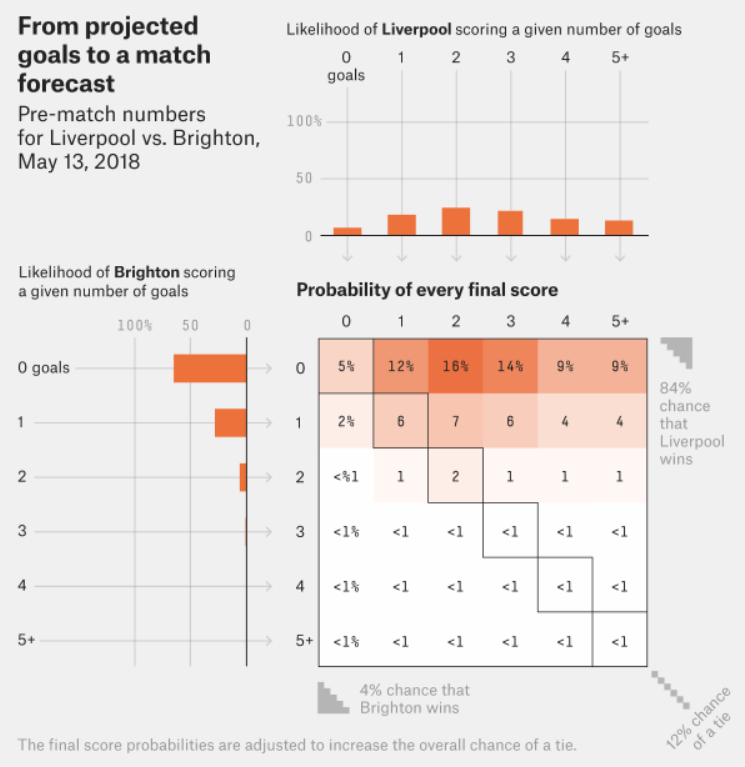 From projected
goals to a match
forecast
Pre-match numbers
for Liverpool vs. Brighton,
May 13, 2018
Likelihood of Liverpool scoring a given number of goals
0 1 2 3 4 5+
goals
100%
50
0
Likelihood of Brighton scoring
a given number of goals
100% 50 0
0 goals
1
2
3
4
5+
Probability of every final score
0 1 2 3 4 5+
0 5% 12% 16% 14% 9% 9%
1 2% 6 7 6 4 4
2 <%1 1 2 1 1 1
3 <1% <1 <1 <1 <1 <1
4 <1% <1 <1 <1 <1 <1
5+ <1% <1 <1 <1 <1 <1
84%
chance
that
Liverpool
wins
4% chance that
Brighton wins
12% chance
of a tie
The final score probabilities are adjusted to increase the overall chance of a tie.